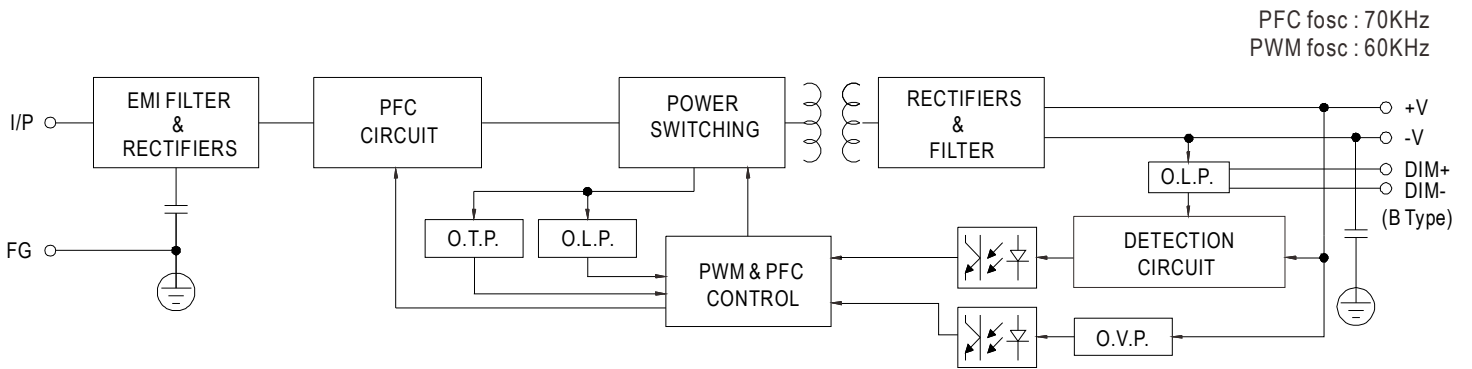 PFC fosc : 70KHz
PWM fosc : 60KHz
I/P
EMI FILTER
&
RECTIFIERS
PFC
CIRCUIT
POWER
SWITCHING
RECTIFIERS
&
FILTER
+V
-V
DIM+
DIM-
(B Type)
O.L.P.
FG
O.T.P.
O.L.P.
PWM & PFC
CONTROL
DETECTION
CIRCUIT
O.V.P.